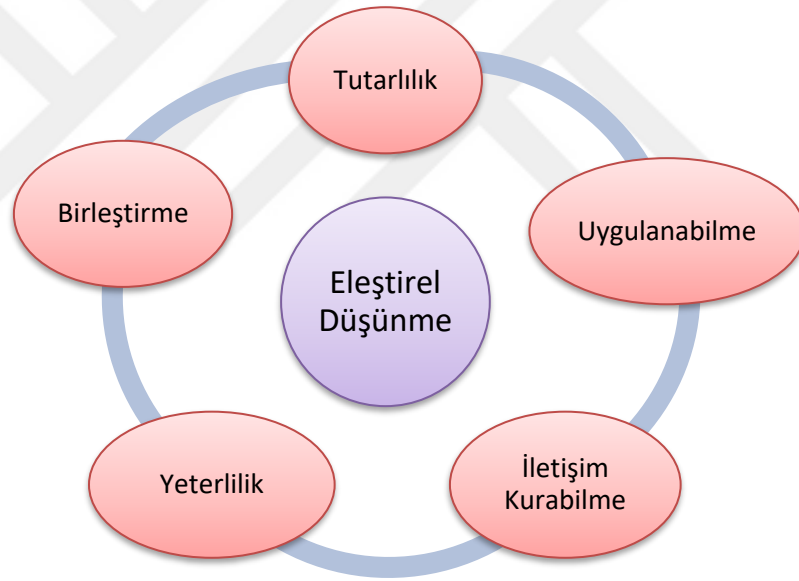 Tutarlılık
Birleştirme
Uygulanabilme
Eleştirel
Düşünme
Yeterlilik
İletişim
Kurabilme